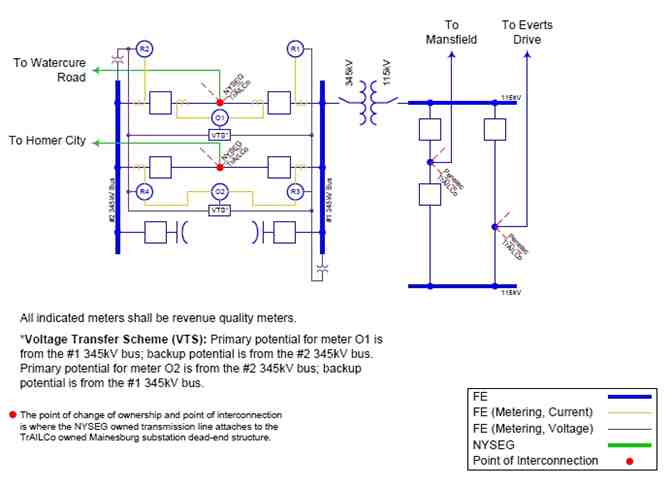 To Mansfield
To Everts Drive
To Watercure Road
R2
R1
345kV
115kV
NYSEG
TrAILCo
O1
115kV
VTS*
To Homer City
NYSEG
TrAILCo
Penelec
TrAILCo
R4
O2
R3
VTS*
#2 345kV Bus
#1 345kV Bus
Penelec
TrAILCo
115kV
All indicated meters shall be revenue quality meters.
*Voltage Transfer Scheme (VTS): Primary potential for meter O1 is
from the #1 345kV bus; backup potential is from the #2 345kV bus.
Primary potential for meter O2 is from the #2 345kV bus; backup
potential is from the #1 345kV bus.
The point of change of ownership and point of interconnection
is where the NYSEG owned transmission line attaches to the
TrAILCo owned Mainesburg substation dead-end structure.
FE
FE (Metering, Current)
FE (Metering, Voltage)
NYSEG
Point of Interconnection